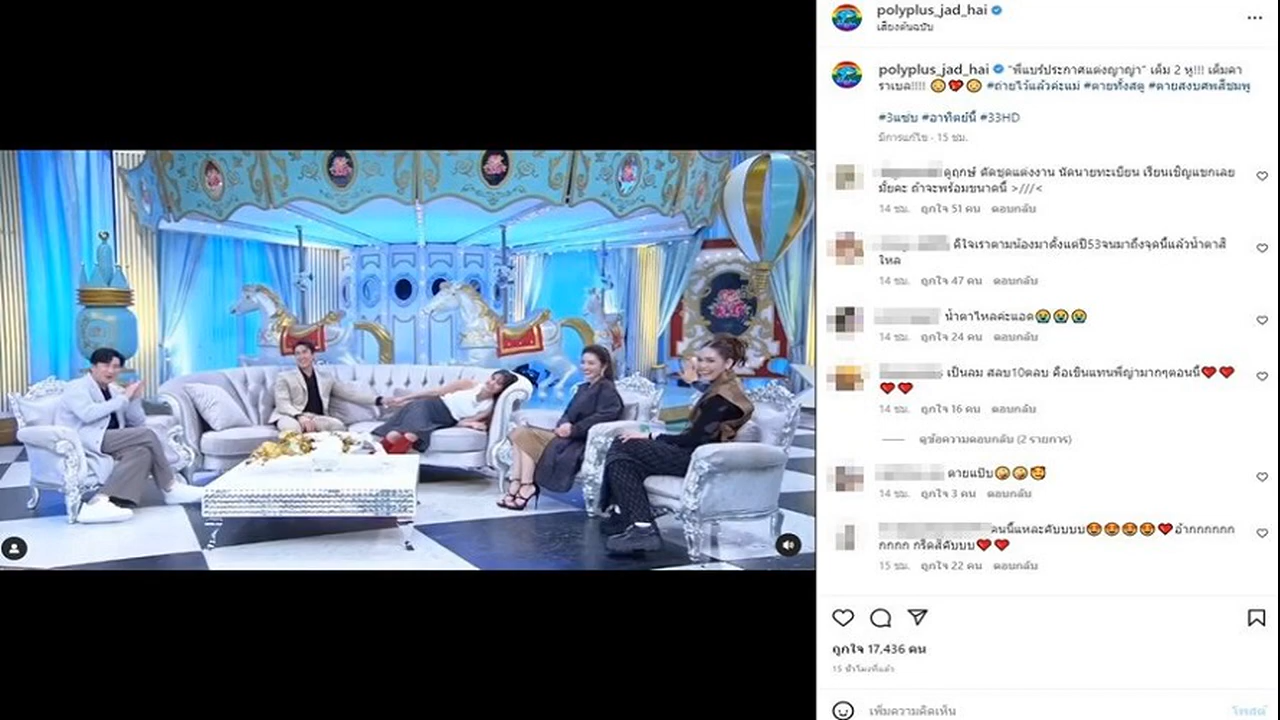 polyplus_jad_hai
เสียงต้นฉบับ
polyplus_jad_hai "พี่แบร์ประกาศแต่งญาญ่า" เต็ม 2 หู!!! เต็มคา
ราเบล!!!! 😳❤️😳 #ถ่ายไว้แล้วค่ะแม่ #ตายทั้งสตู #ตายสงบศพสีชมพู
#3แซ่บ #อาทิตย์นี้ #33HD
มีการแก้ไข · 15 ชม.
ดูฤกษ์ ตัดชุดแต่งงาน นัดนายทะเบียน เรียนเชิญแขกเลย
มั้ยคะ ถ้าจะพร้อมขนาดนี้ >///<
14 ชม. ถูกใจ 51 คน ตอบกลับ
ดีใจเราตามน้องมาตั้งแต่ปี53จนมาถึงจุดนี้แล้วน้ำตาสิ
ไหล
14 ชม. ถูกใจ 47 คน ตอบกลับ
น้ำตาไหลค่ะแอด😭😭😭
14 ชม. ถูกใจ 24 คน ตอบกลับ
เป็นลม สลบ10ตลบ คือเขินแทนพี่ญ่ามากๆตอนนี้❤️❤️
❤️❤️
14 ชม. ถูกใจ 16 คน ตอบกลับ
ดูข้อความตอบกลับ (2 รายการ)
ตายแป๊บ🤪🤪🥰
14 ชม. ถูกใจ 3 คน ตอบกลับ
คนนี้แหละคับบบบ😍😍😍😍❤️อ๊ากกกกกก
กกกก กรี๊ดสิคับบบ❤️❤️
15 ชม. ถูกใจ 22 คน ตอบกลับ
ถูกใจ 17,436 คน
15 ชั่วโมงที่แล้ว
เพิ่มความคิดเห็น
โพสต์